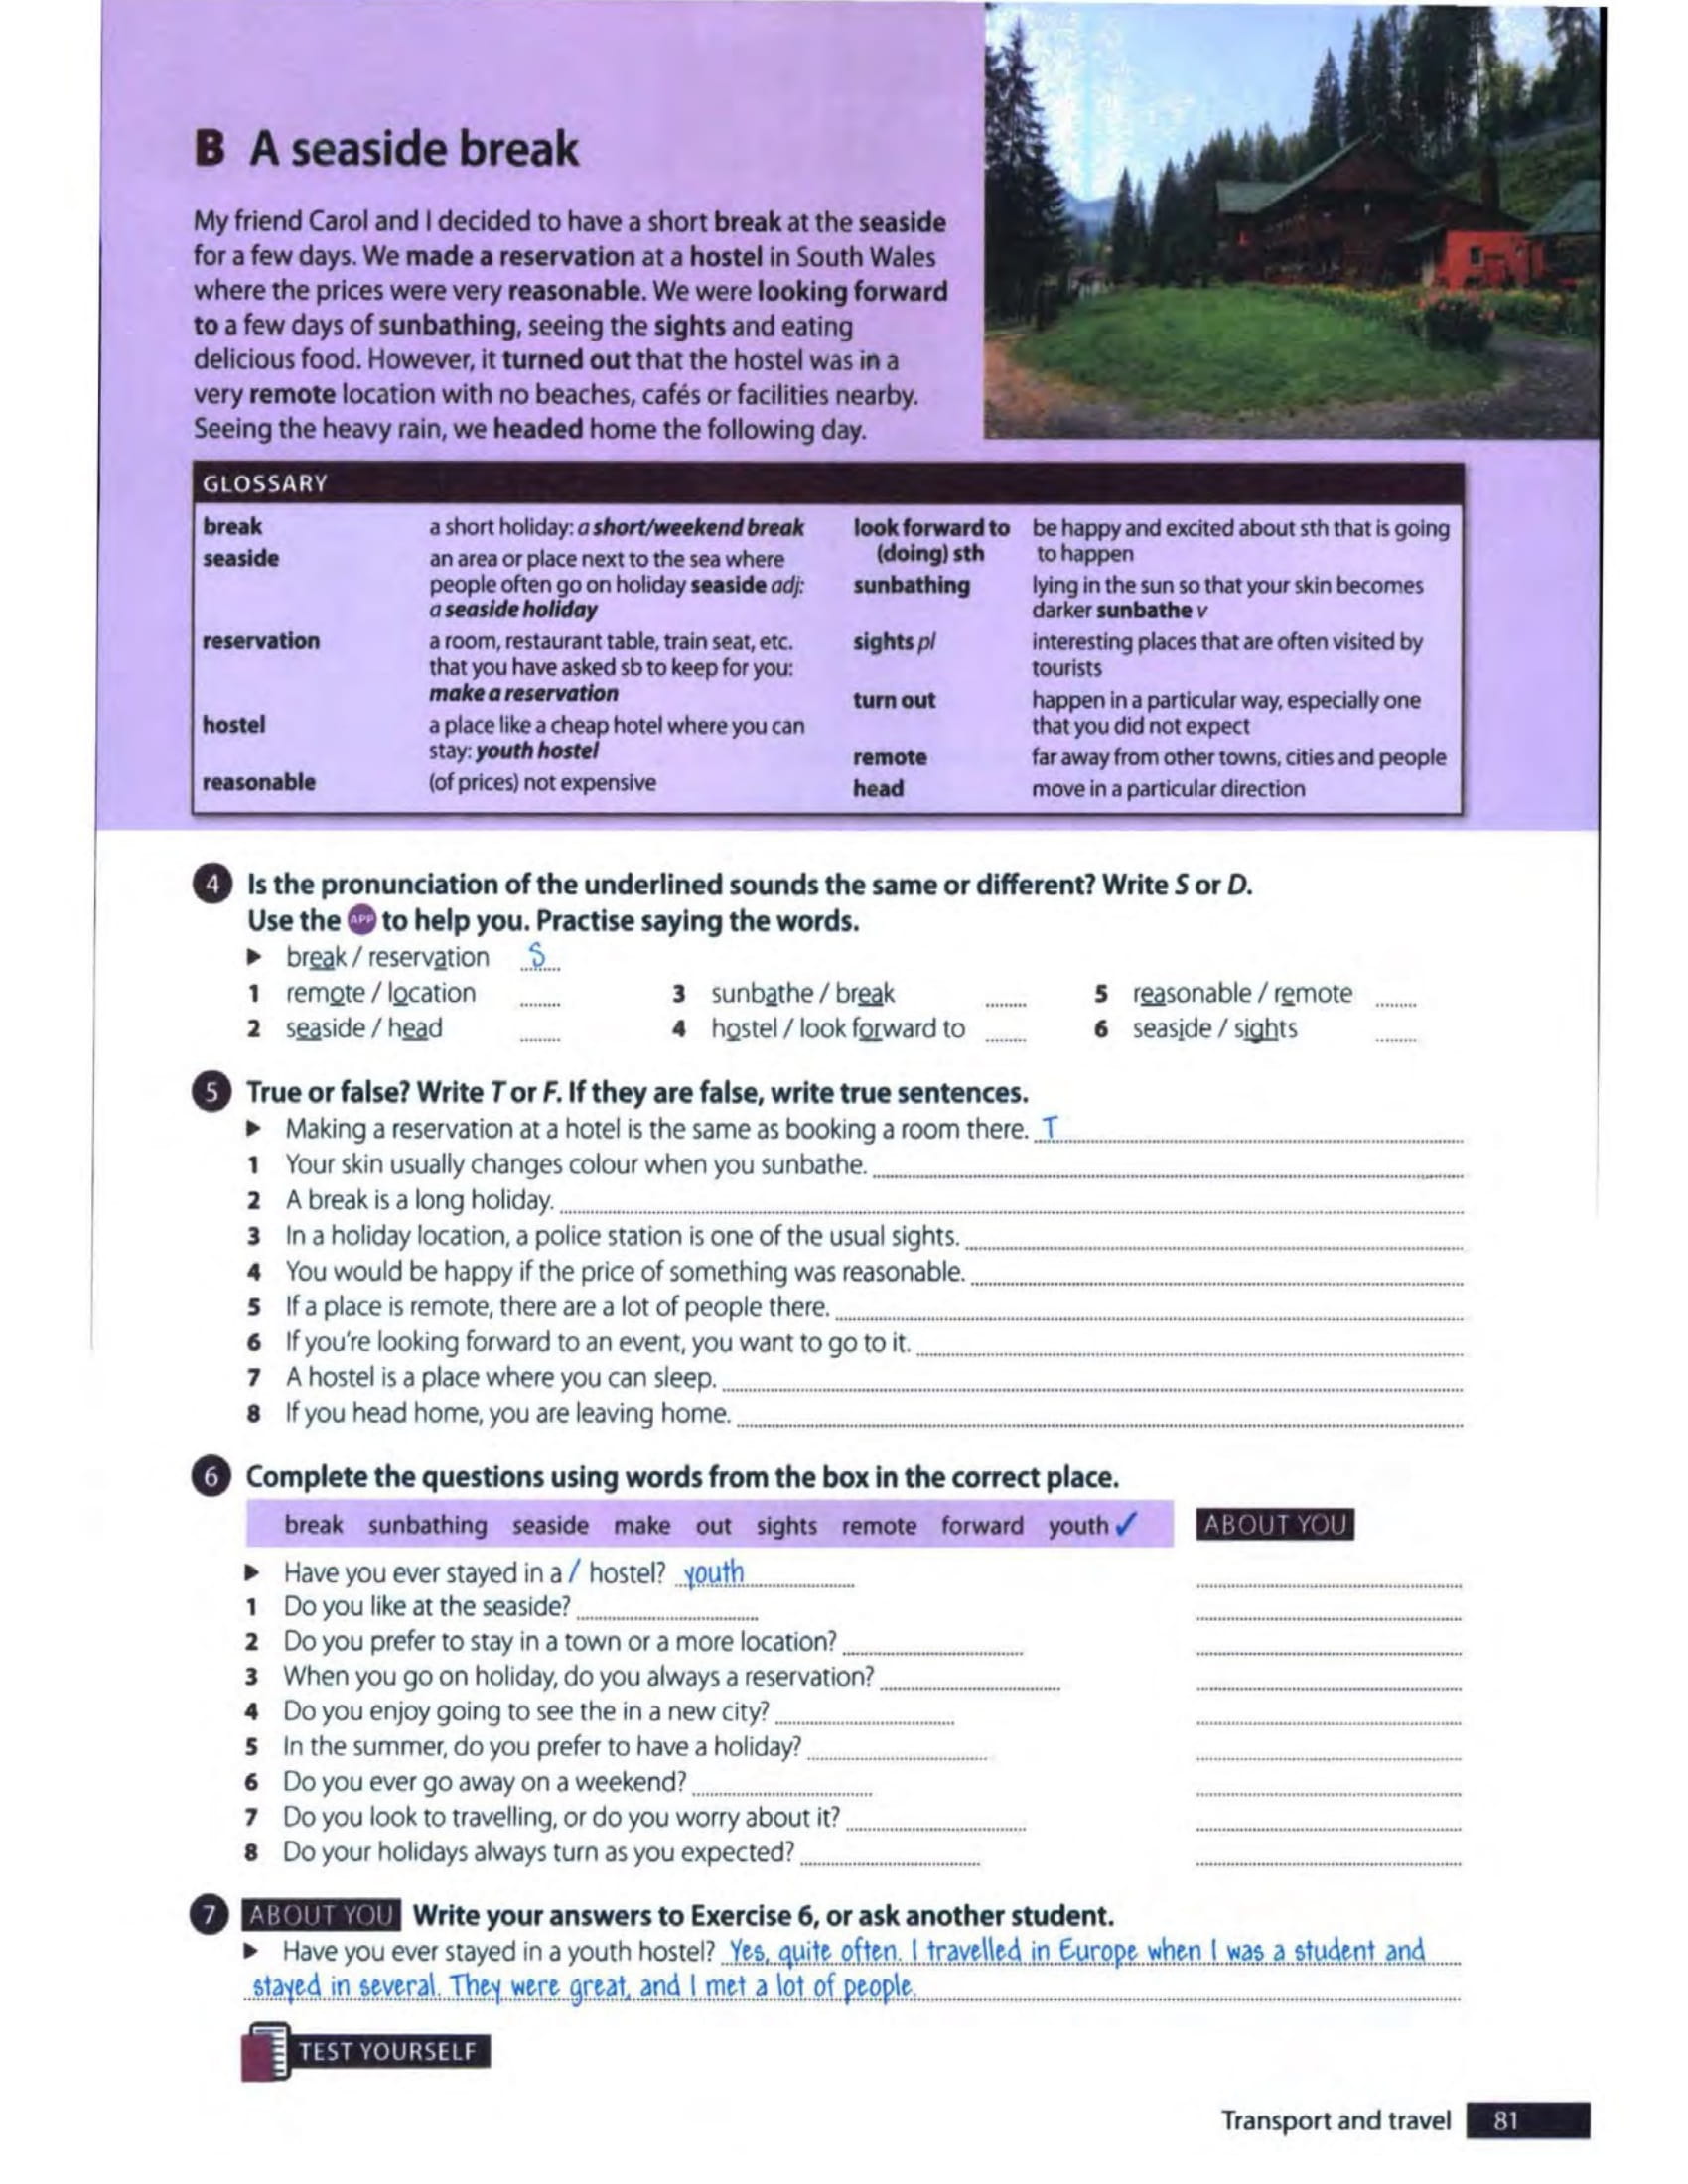 B A seaside break
My friend Carol and I decided to have a short break at the seaside
for a few days. We made a reservation at a hostel in South Wales
where the prices were very reasonable. We were looking forward
to a few days of sunbathing, seeing the sights and eating
delicious food. However, it turned out that the hostel was in a
very remote location with no beaches, cafés or facilities nearby.
Seeing the heavy rain, we headed home the following day.
GLOSSARY
break a short holiday: a short/weekend break
seaside an area or place next to the sea where
people often go on holiday seaside adj:
a seaside holiday
reservation a room, restaurant table, train seat, etc.
that you have asked sb to keep for you:
make a reservation
hostel a place like a cheap hotel where you can
stay: youth hostel
reasonable (of prices) not expensive
look forward to be happy and excited about sth that is going
(doing) sth to happen
sunbathing lying in the sun so that your skin becomes
darker sunbathe v
sights pl interesting places that are often visited by
tourists
turn out happen in a particular way, especially one
that you did not expect
remote far away from other towns, cities and people
head move in a particular direction
4 Is the pronunciation of the underlined sounds the same or different? Write S or D.
Use the APP to help you. Practise saying the words.
► break / reservation S
1 remote / location
2 seaside / head
3 sunbathe / break
4 hostel / look forward to
5 reasonable / remote
6 seaside / sights
5 True or false? Write T or F. If they are false, write true sentences.
► Making a reservation at a hotel is the same as booking a room there. T
1 Your skin usually changes colour when you sunbathe.
2 A break is a long holiday.
3 In a holiday location, a police station is one of the usual sights.
4 You would be happy if the price of something was reasonable.
5 If a place is remote, there are a lot of people there.
6 If you're looking forward to an event, you want to go to it.
7 A hostel is a place where you can sleep.
8 If you head home, you are leaving home.
6 Complete the questions using words from the box in the correct place.
break sunbathing seaside make out sights remote forward youth ✓
ABOUT YOU
► Have you ever stayed in a / hostel? youth
1 Do you like at the seaside?
2 Do you prefer to stay in a town or a more location?
3 When you go on holiday, do you always a reservation?
4 Do you enjoy going to see the in a new city?
5 In the summer, do you prefer to have a holiday?
6 Do you ever go away on a weekend?
7 Do you look to travelling, or do you worry about it?
8 Do your holidays always turn as you expected?
7 ABOUT YOU Write your answers to Exercise 6, or ask another student.
► Have you ever stayed in a youth hostel? Yes, quite often. I travelled in Europe when I was a student and
stayed in several. They were great, and I met a lot of people.
TEST YOURSELF
Transport and travel 81